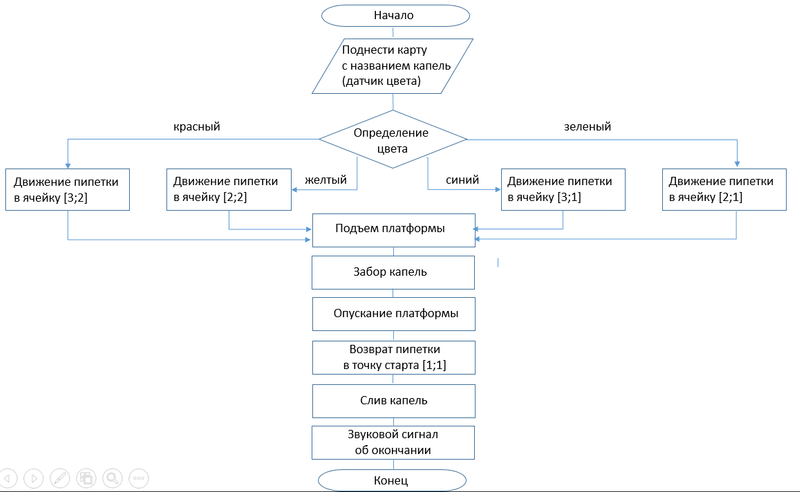 Начало
Поднести карту
с названием капель
(датчик цвета)
Определение
цвета
красный
зеленый
желтый
синий
Движение пипетки
в ячейку [3;2]
Движение пипетки
в ячейку [2;2]
Движение пипетки
в ячейку [3;1]
Движение пипетки
в ячейку [2;1]
Подъем платформы
Забор капель
Опускание платформы
Возврат пипетки
в точку старта [1;1]
Слив капель
Звуковой сигнал
об окончании
Конец